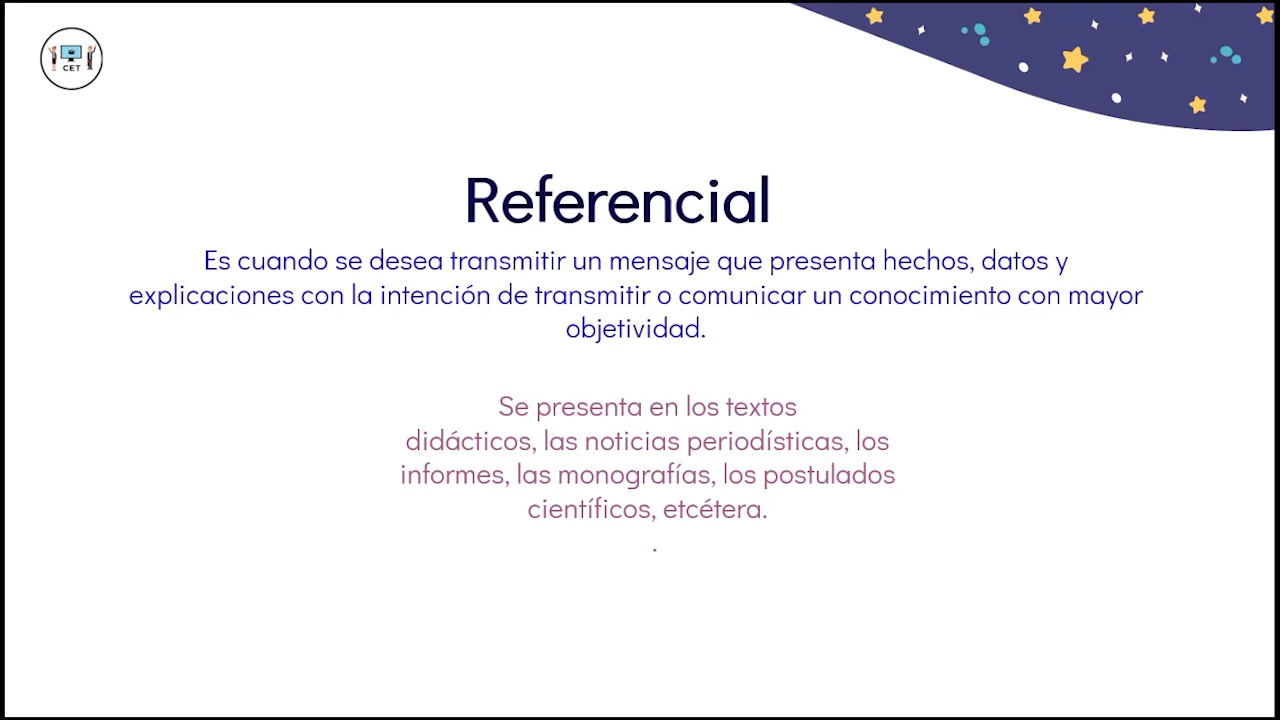 CET
Referencial
Es cuando se desea transmitir un mensaje que presenta hechos, datos y
explicaciones con la intención de transmitir o comunicar un conocimiento con mayor
objetividad.
Se presenta en los textos
didácticos, las noticias periodísticas, los
informes, las monografías, los postulados
científicos, etcétera.
.